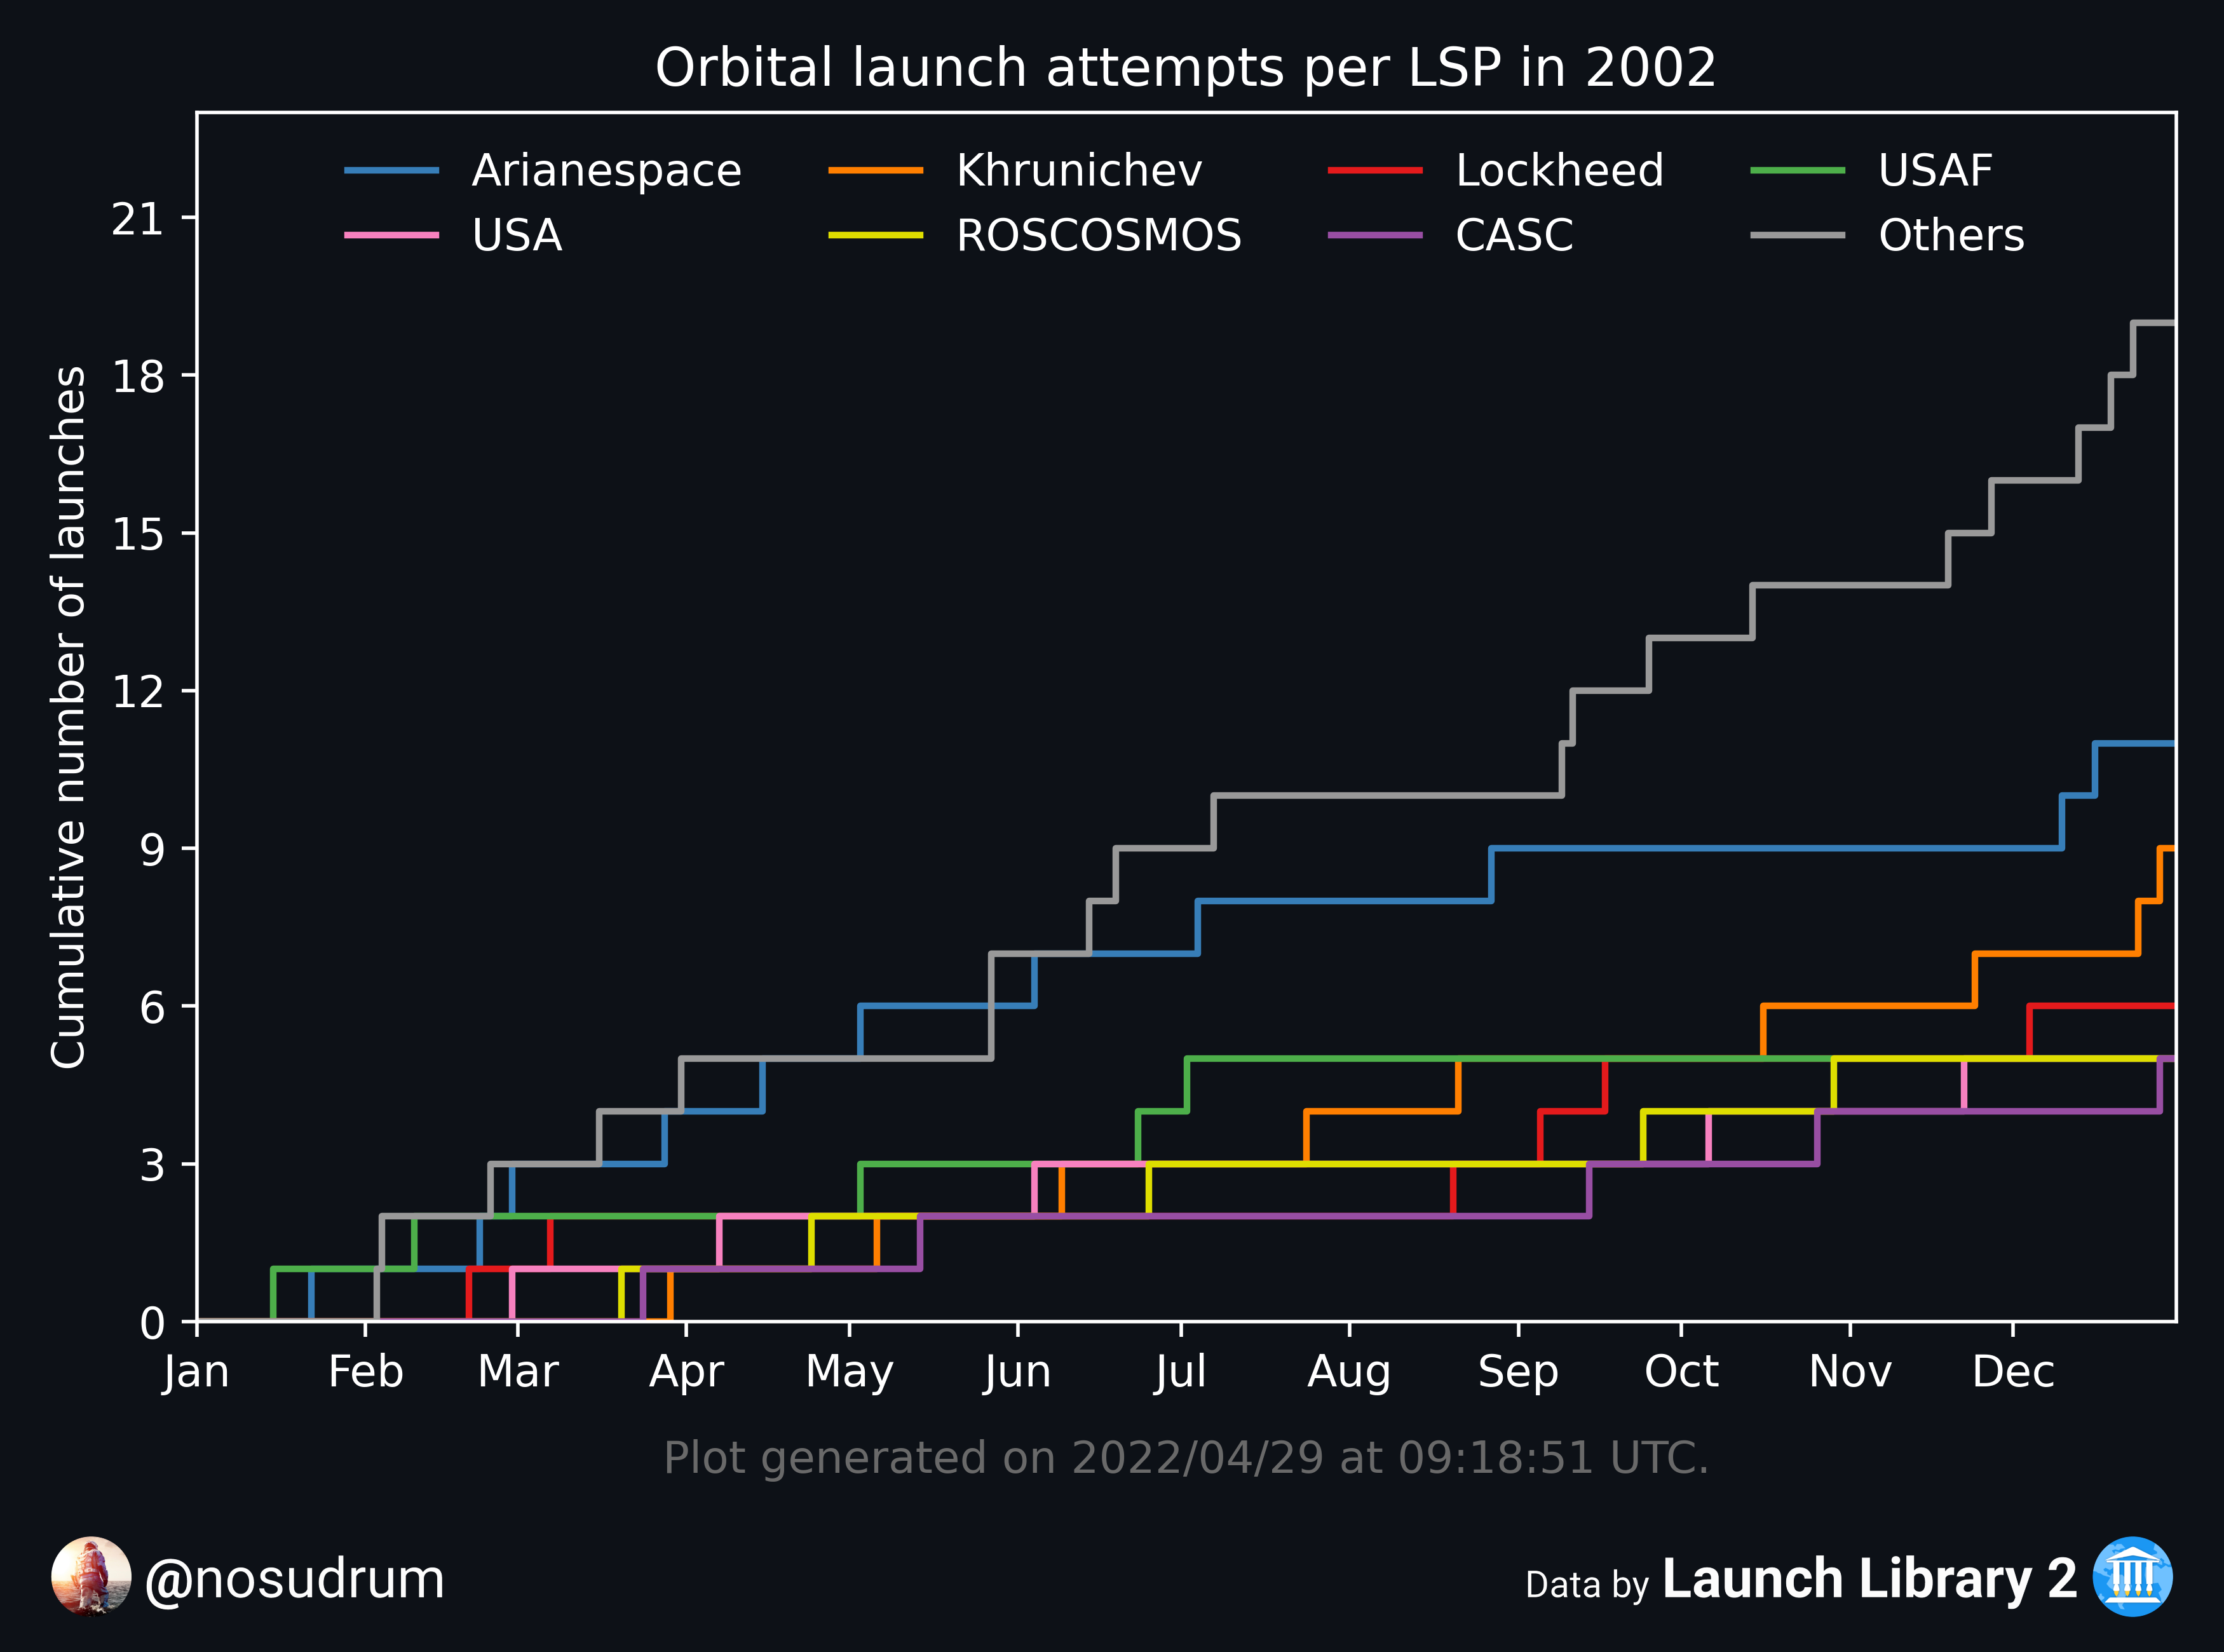 Orbital launch attempts per LSP in 2002
Arianespace Khrunichev Lockheed USAF
USA ROSCOSMOS CASC Others
Cumulative number of launches
21
18
15
12
9
6
3
0
Jan Feb Mar Apr May Jun Jul Aug Sep Oct Nov Dec
Plot generated on 2022/04/29 at 09:18:51 UTC.
@nosudrum
Data by Launch Library 2